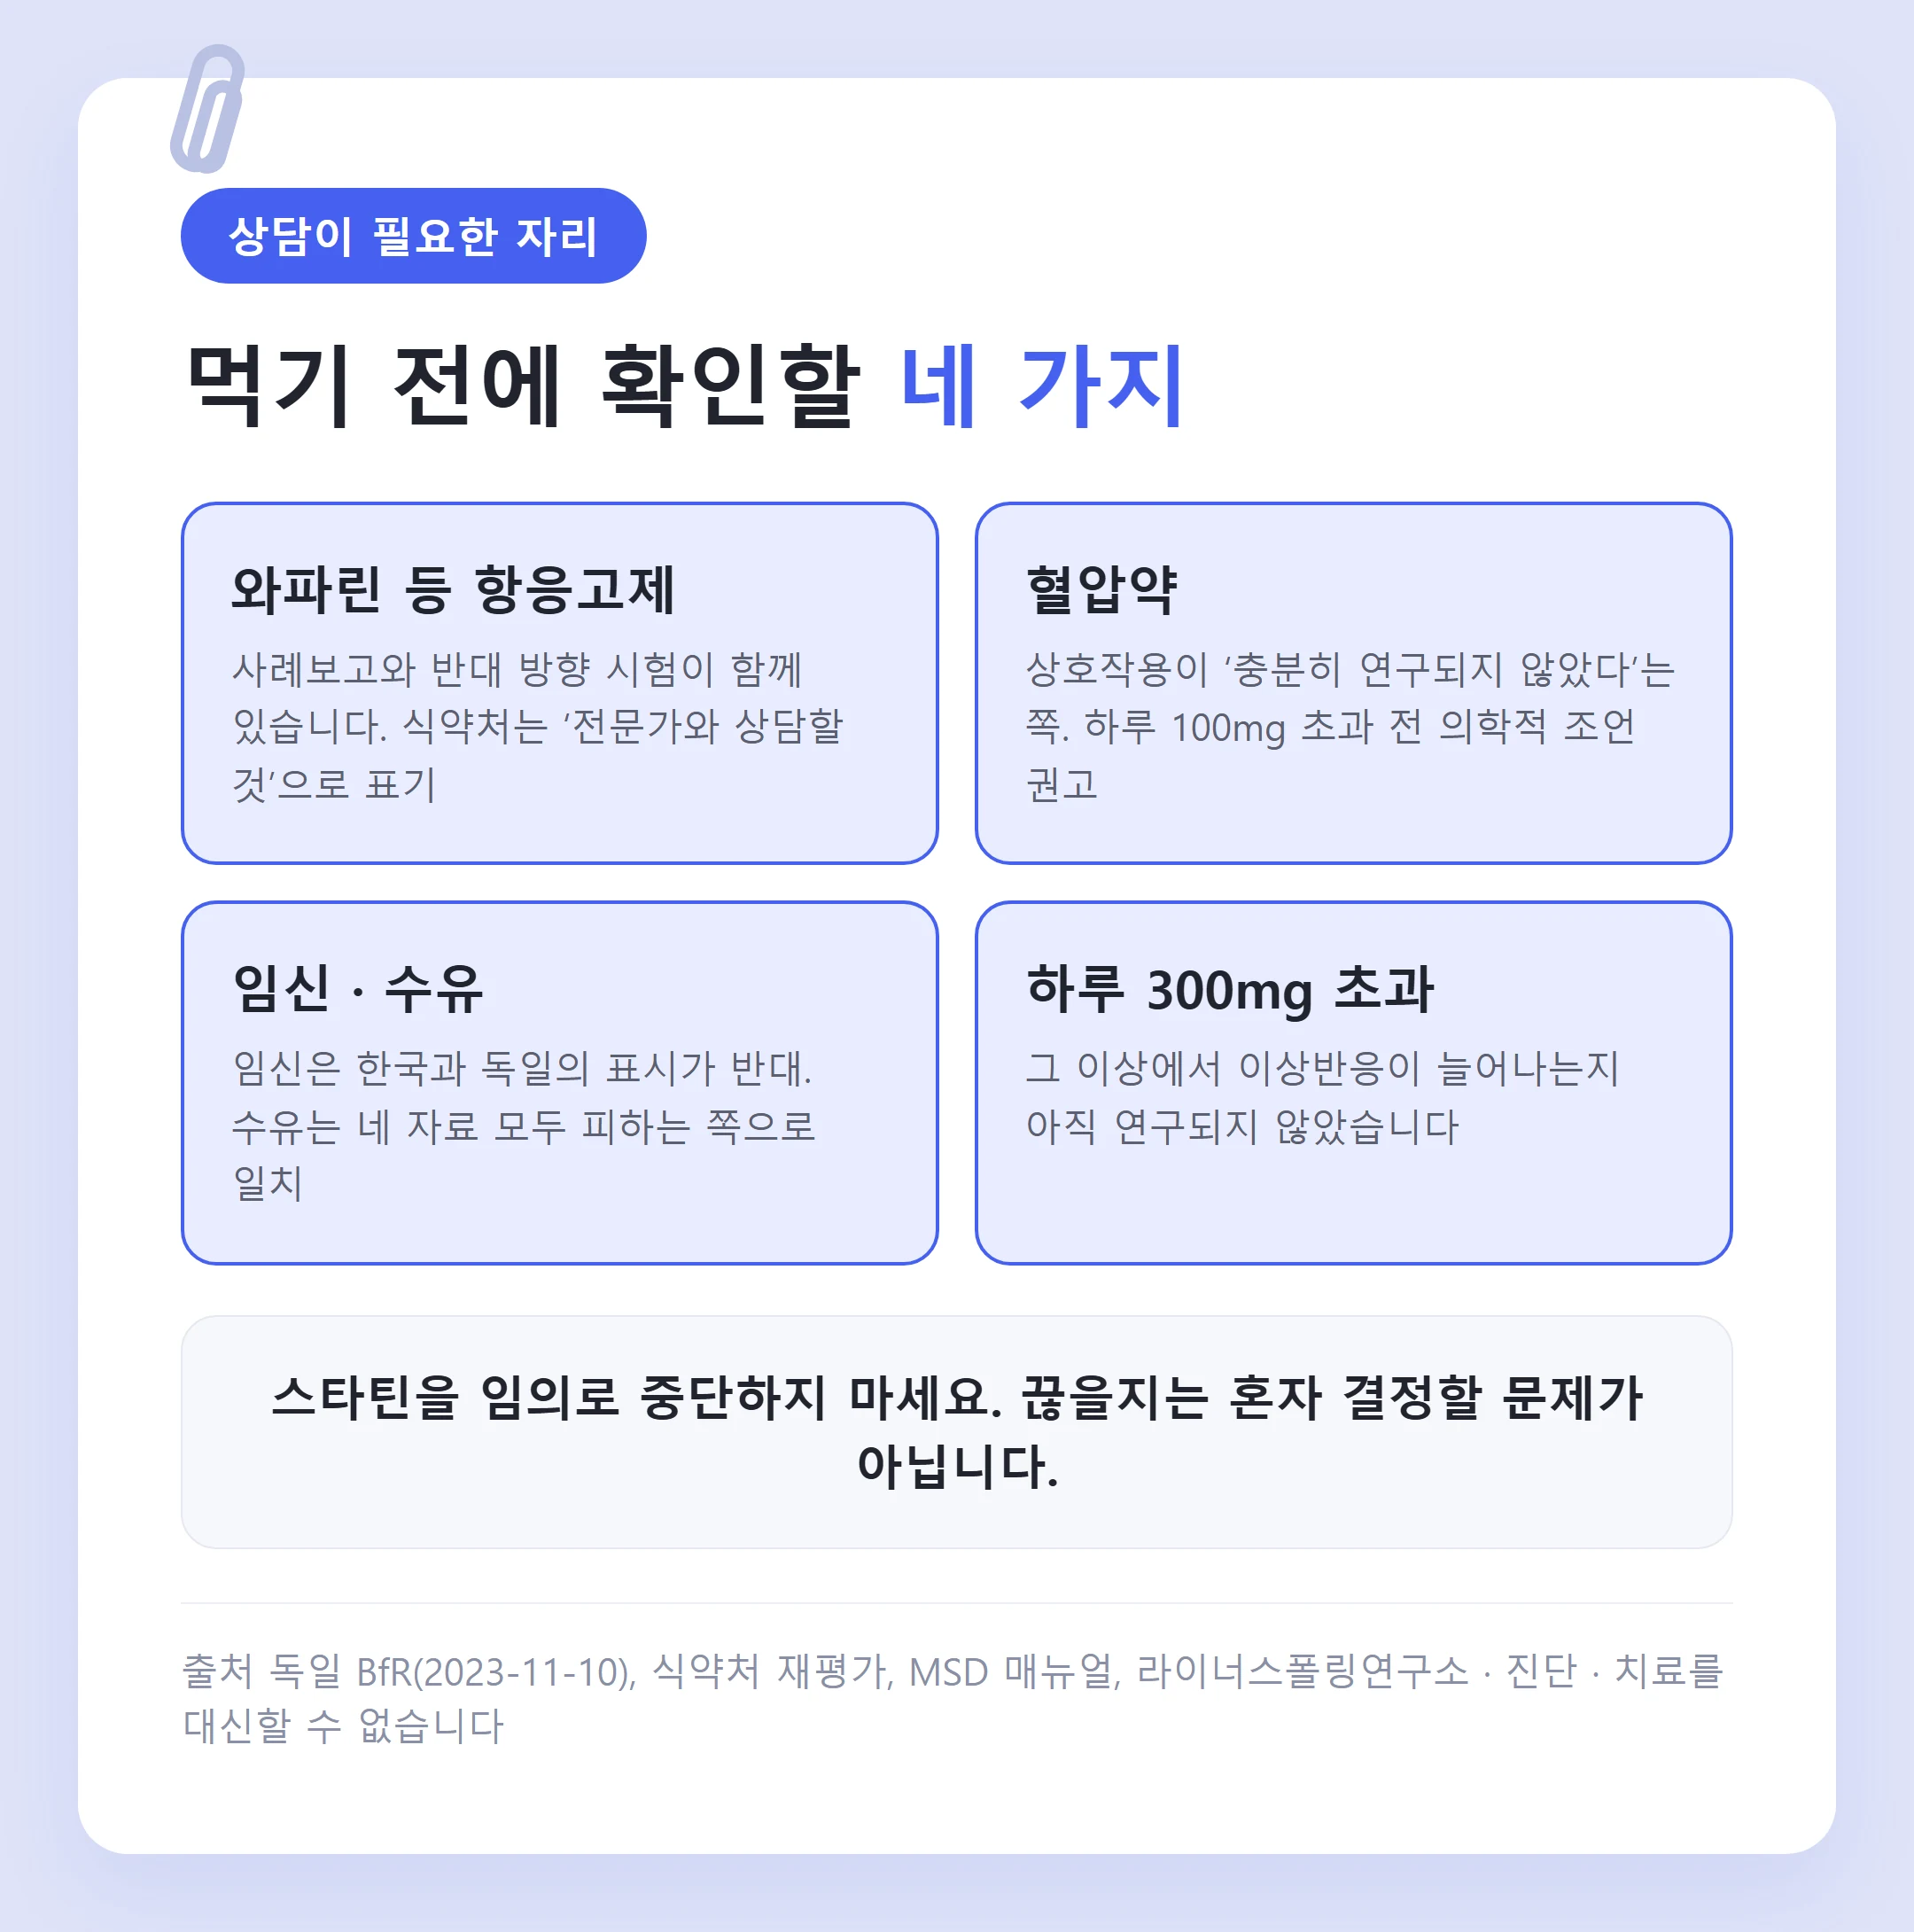 상담이 필요한 자리
먹기 전에 확인할 네 가지
와파린 등 항응고제
사례보고와 반대 방향 시험이 함께
있습니다. 식약처는 ‘전문가와 상담할
것’으로 표기
혈압약
상호작용이 ‘충분히 연구되지 않았다’는
쪽. 하루 100mg 초과 전 의학적 조언
권고
임신 · 수유
임신은 한국과 독일의 표시가 반대.
수유는 네 자료 모두 피하는 쪽으로
일치
하루 300mg 초과
그 이상에서 이상반응이 늘어나는지
아직 연구되지 않았습니다
스타틴을 임의로 중단하지 마세요. 끊을지는 혼자 결정할 문제가
아닙니다.
출처 독일 BfR(2023-11-10), 식약처 재평가, MSD 매뉴얼, 라이너스폴링연구소 · 진단 · 치료를
대신할 수 없습니다